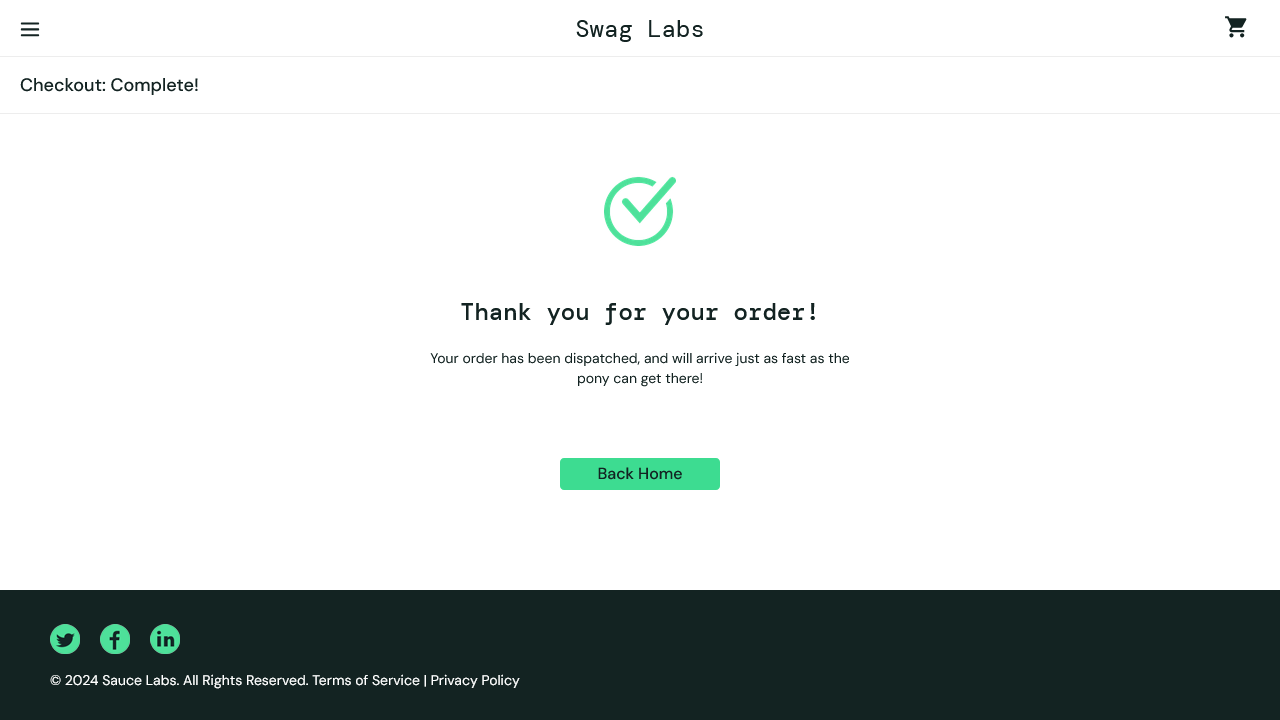 Swag Labs
Checkout: Complete!
Thank you for your order!
Your order has been dispatched, and will arrive just as fast as the
pony can get there!
Back Home
© 2024 Sauce Labs. All Rights Reserved. Terms of Service | Privacy Policy